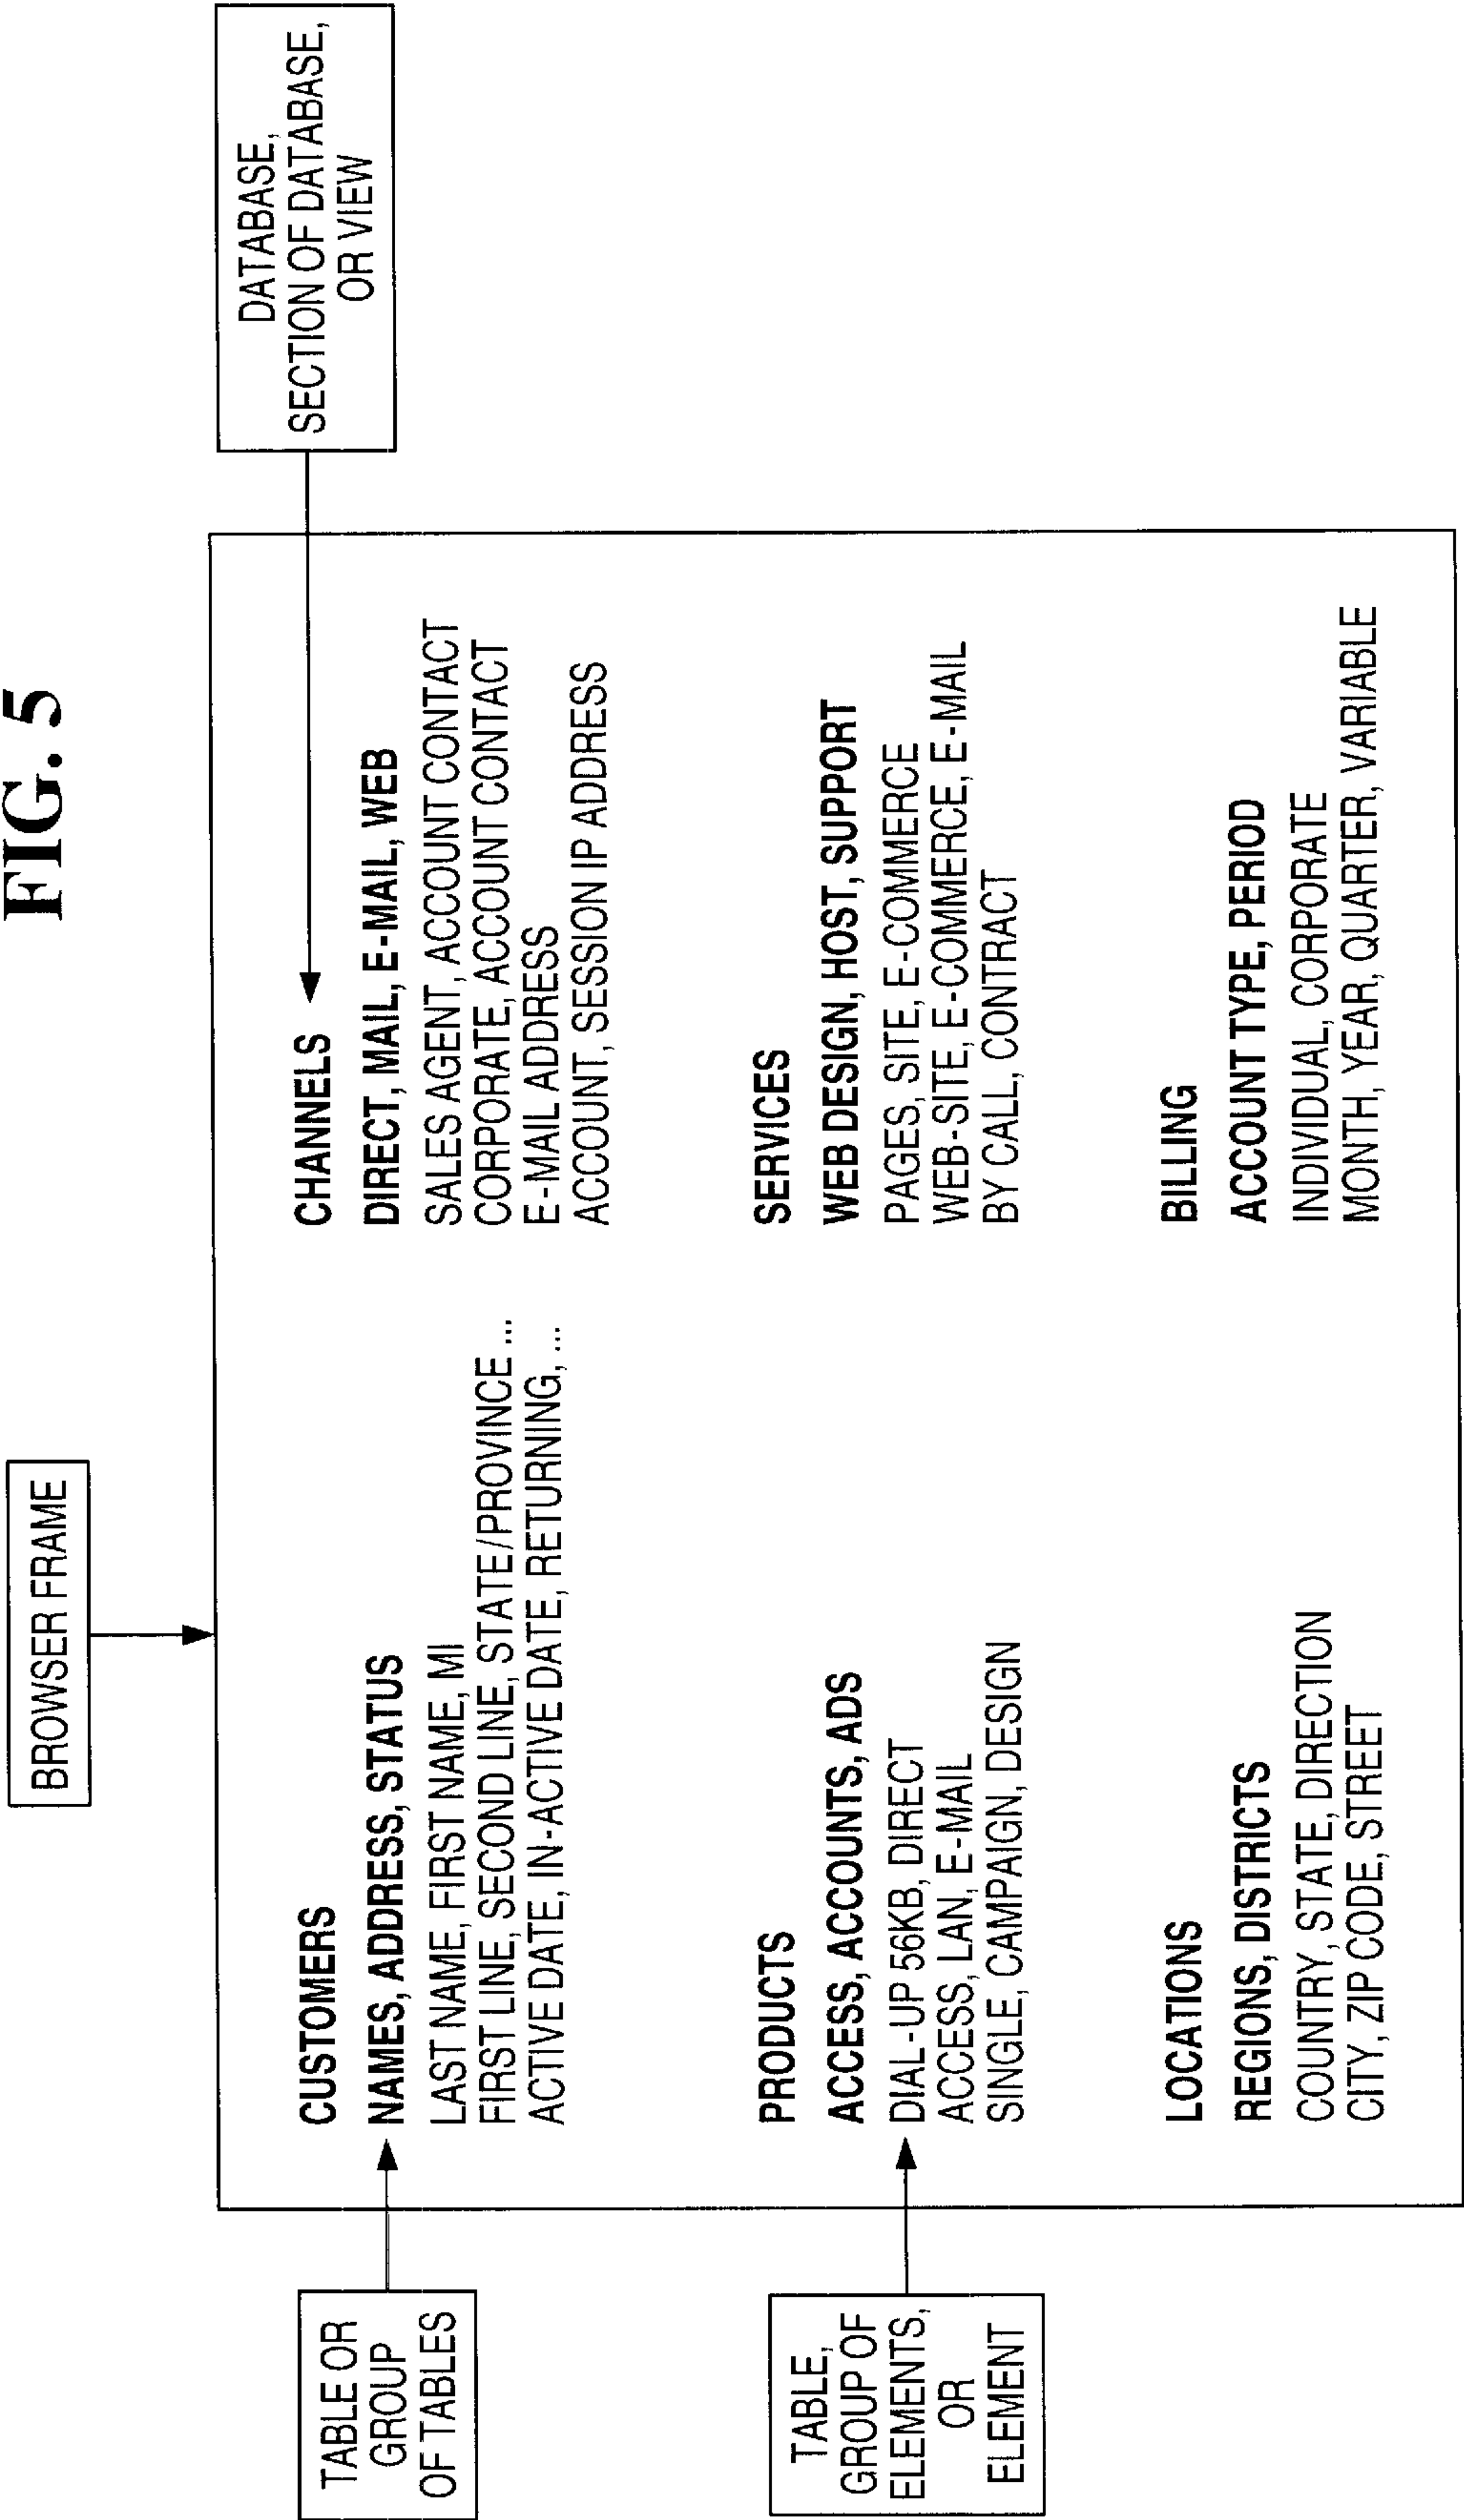 FIG. 5
BROWSER FRAME
DATABASE,
SECTION OF DATABASE,
OR VIEW
TABLE OR
GROUP
OF TABLES
TABLE,
GROUP OF
ELEMENTS,
OR
ELEMENT
CUSTOMERS
NAMES, ADDRESS, STATUS
LAST NAME, FIRST NAME, MI
FIRST LINE, SECOND LINE, STATE/PROVINCE ...
ACTIVE DATE, IN-ACTIVE DATE, RETURNING, ...
CHANNELS
DIRECT, MAIL, E-MAIL, WEB
SALES AGENT, ACCOUNT CONTACT
CORPORATE, ACCOUNT CONTACT
E-MAIL ADDRESS
ACCOUNT, SESSION IP ADDRESS
PRODUCTS
ACCESS, ACCOUNTS, ADS
DIAL-UP 56KB, DIRECT
ACCESS, LAN, E-MAIL
SINGLE, CAMPAIGN, DESIGN
SERVICES
WEB DESIGN, HOST, SUPPORT
PAGES, SITE, E-COMMERCE
WEB-SITE, E-COMMERCE, E-MAIL
BY CALL, CONTRACT
LOCATIONS
REGIONS, DISTRICTS
COUNTRY, STATE, DIRECTION
CITY, ZIP CODE, STREET
BILLING
ACCOUNT TYPE, PERIOD
INDIVIDUAL, CORPORATE
MONTH, YEAR, QUARTER, VARIABLE